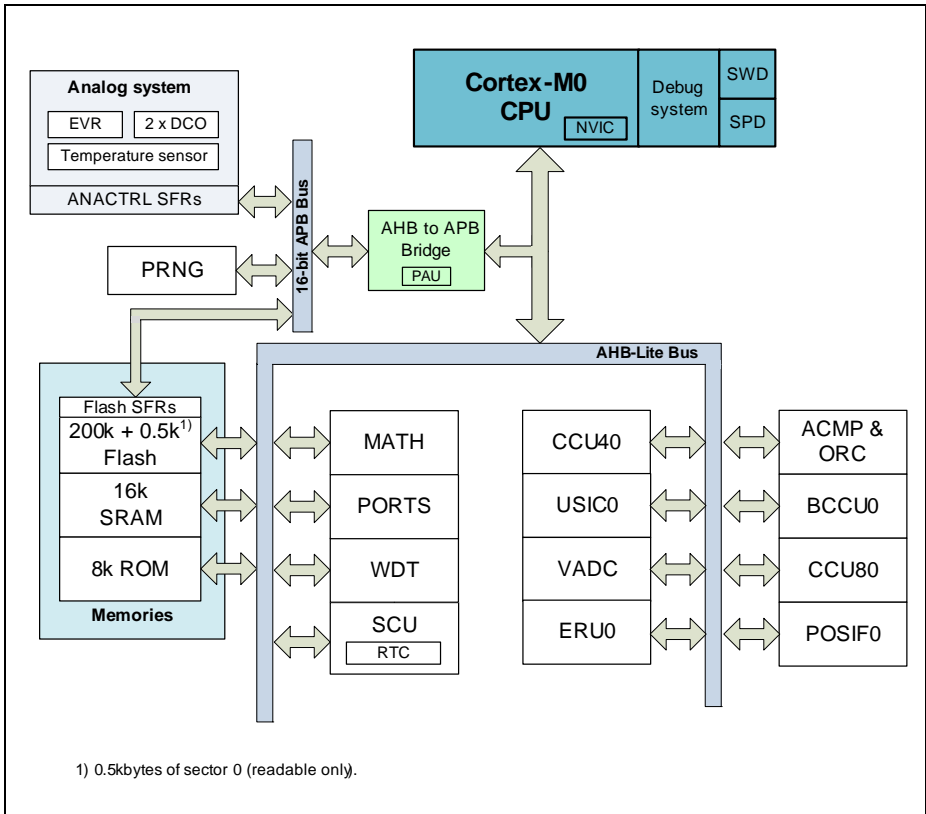 Analog system
EVR
2 x DCO
Temperature sensor
ANACTRL SFRs
Cortex-M0
CPU
NVIC
Debug
system
SWD
SPD
16-bit APB Bus
AHB to APB
Bridge
PAU
PRNG
AHB-Lite Bus
Flash SFRs
200k + 0.5k1)
Flash
16k
SRAM
8k ROM
Memories
MATH
PORTS
WDT
SCU
RTC
CCU40
USIC0
VADC
ERU0
ACMP &
ORC
BCCU0
CCU80
POSIF0
1) 0.5kbytes of sector 0 (readable only).